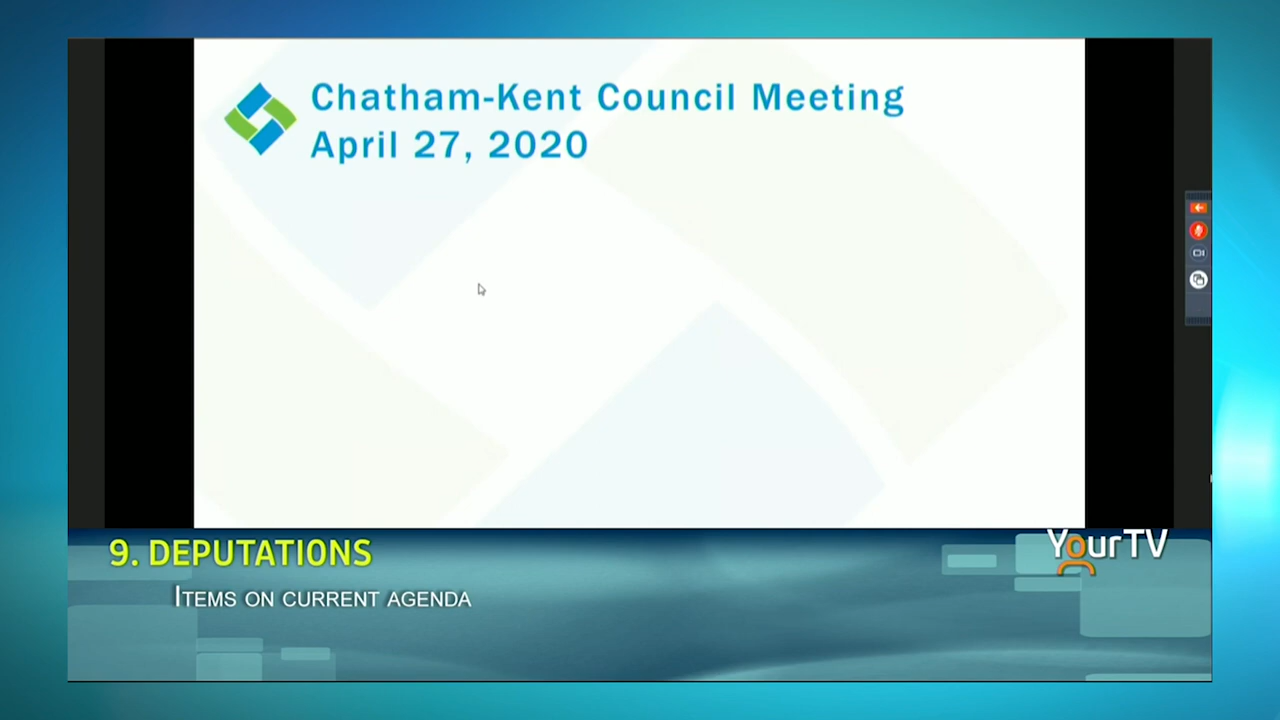 Chatham-Kent Council Meeting
April 27, 2020
9. DEPUTATIONS
YourTV
ITEMS ON CURRENT AGENDA